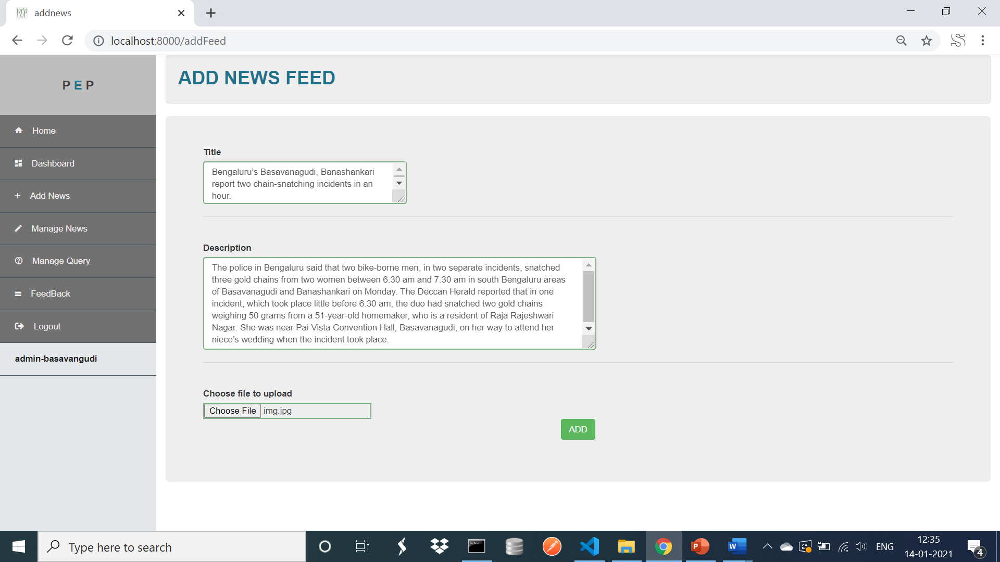 PEP addnews
localhost:8000/addFeed
P E P
Home
Dashboard
Add News
Manage News
Manage Query
FeedBack
Logout
admin-basavangudi
ADD NEWS FEED
Title
Bengaluru’s Basavanagudi, Banashankari
report two chain-snatching incidents in an
hour.
Description
The police in Bengaluru said that two bike-borne men, in two separate incidents, snatched
three gold chains from two women between 6.30 am and 7.30 am in south Bengaluru areas
of Basavanagudi and Banashankari on Monday. The Deccan Herald reported that in one
incident, which took place little before 6.30 am, the duo had snatched two gold chains
weighing 50 grams from a 51-year-old homemaker, who is a resident of Raja Rajeshwari
Nagar. She was near Pai Vista Convention Hall, Basavanagudi, on her way to attend her
niece’s wedding when the incident took place.
Choose file to upload
Choose File img.jpg
ADD
Type here to search
ENG
12:35
14-01-2021
4